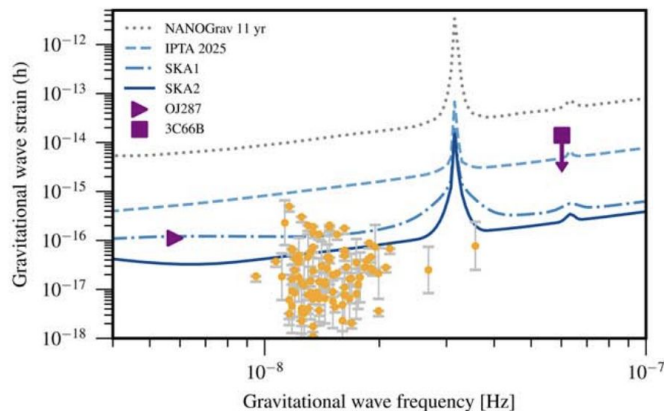 Gravitational wave strain (h)
10⁻¹²
10⁻¹³
10⁻¹⁴
10⁻¹⁵
10⁻¹⁶
10⁻¹⁷
10⁻¹⁸
NANOGrav 11 yr
IPTA 2025
SKA1
SKA2
OJ287
3C66B
10⁻⁸
10⁻⁷
Gravitational wave frequency [Hz]